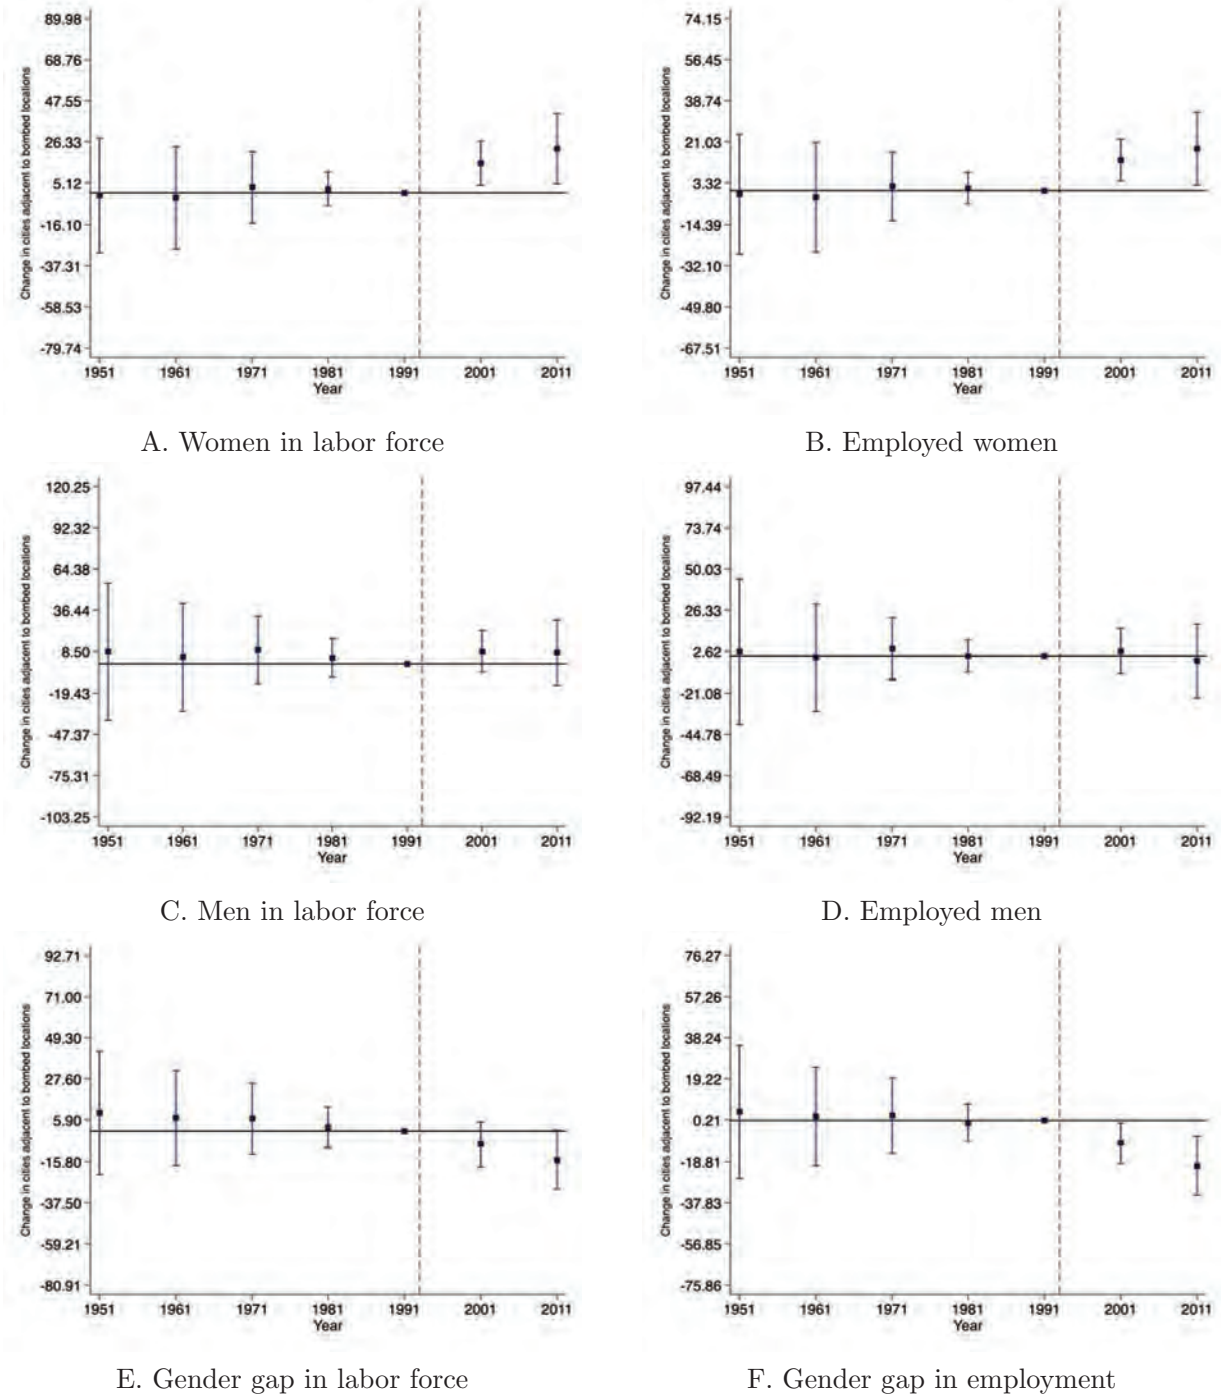 89.98
68.76
47.55
26.33
5.12
-16.10
-37.31
-58.53
-79.74
Change in cities adjacent to bombed locations
1951 1961 1971 1981 1991 2001 2011
Year
A. Women in labor force
74.15
56.45
38.74
21.03
3.32
-14.39
-32.10
-49.80
-67.51
Change in cities adjacent to bombed locations
1951 1961 1971 1981 1991 2001 2011
Year
B. Employed women
120.25
92.32
64.38
36.44
8.50
-19.43
-47.37
-75.31
-103.25
Change in cities adjacent to bombed locations
1951 1961 1971 1981 1991 2001 2011
Year
C. Men in labor force
97.44
73.74
50.03
26.33
2.62
-21.08
-44.78
-68.49
-92.19
Change in cities adjacent to bombed locations
1951 1961 1971 1981 1991 2001 2011
Year
D. Employed men
92.71
71.00
49.30
27.60
5.90
-15.80
-37.50
-59.21
-80.91
Change in cities adjacent to bombed locations
1951 1961 1971 1981 1991 2001 2011
Year
E. Gender gap in labor force
76.27
57.26
38.24
19.22
0.21
-18.81
-37.83
-56.85
-75.86
Change in cities adjacent to bombed locations
1951 1961 1971 1981 1991 2001 2011
Year
F. Gender gap in employment